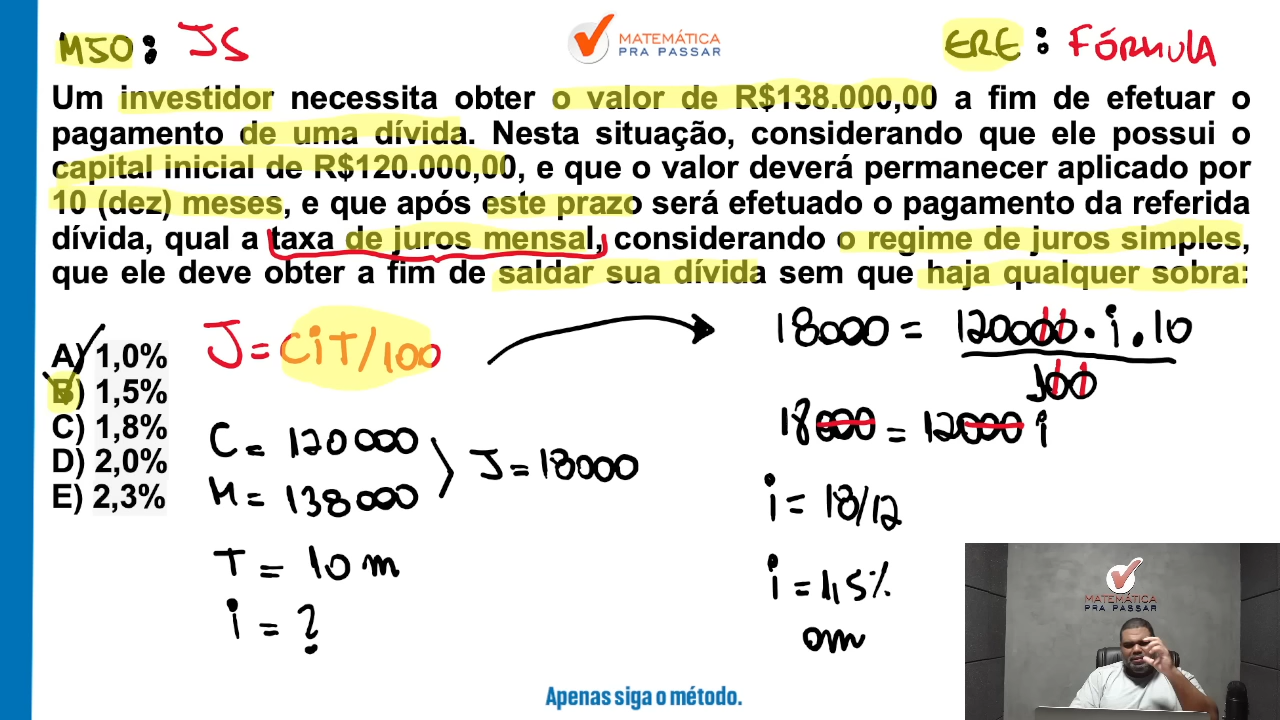 M50: JS
MATEMÁTICA
PRA PASSAR
ERE: FÓRMULA
Um investidor necessita obter o valor de R$138.000,00 a fim de efetuar o
pagamento de uma dívida. Nesta situação, considerando que ele possui o
capital inicial de R$120.000,00, e que o valor deverá permanecer aplicado por
10 (dez) meses, e que após este prazo será efetuado o pagamento da referida
dívida, qual a taxa de juros mensal, considerando o regime de juros simples,
que ele deve obter a fim de saldar sua dívida sem que haja qualquer sobra:
A) 1,0%
B) 1,5%
C) 1,8%
D) 2,0%
E) 2,3%
J = CiT/100
C = 120000
M = 138000
J = 18000
T = 10 m
i = ?
18000 = 120000 . i . 10
100
18000 = 12000 i
i = 18/12
i = 1,5%
am
MATEMÁTICA
PRA PASSAR
Apenas siga o método.